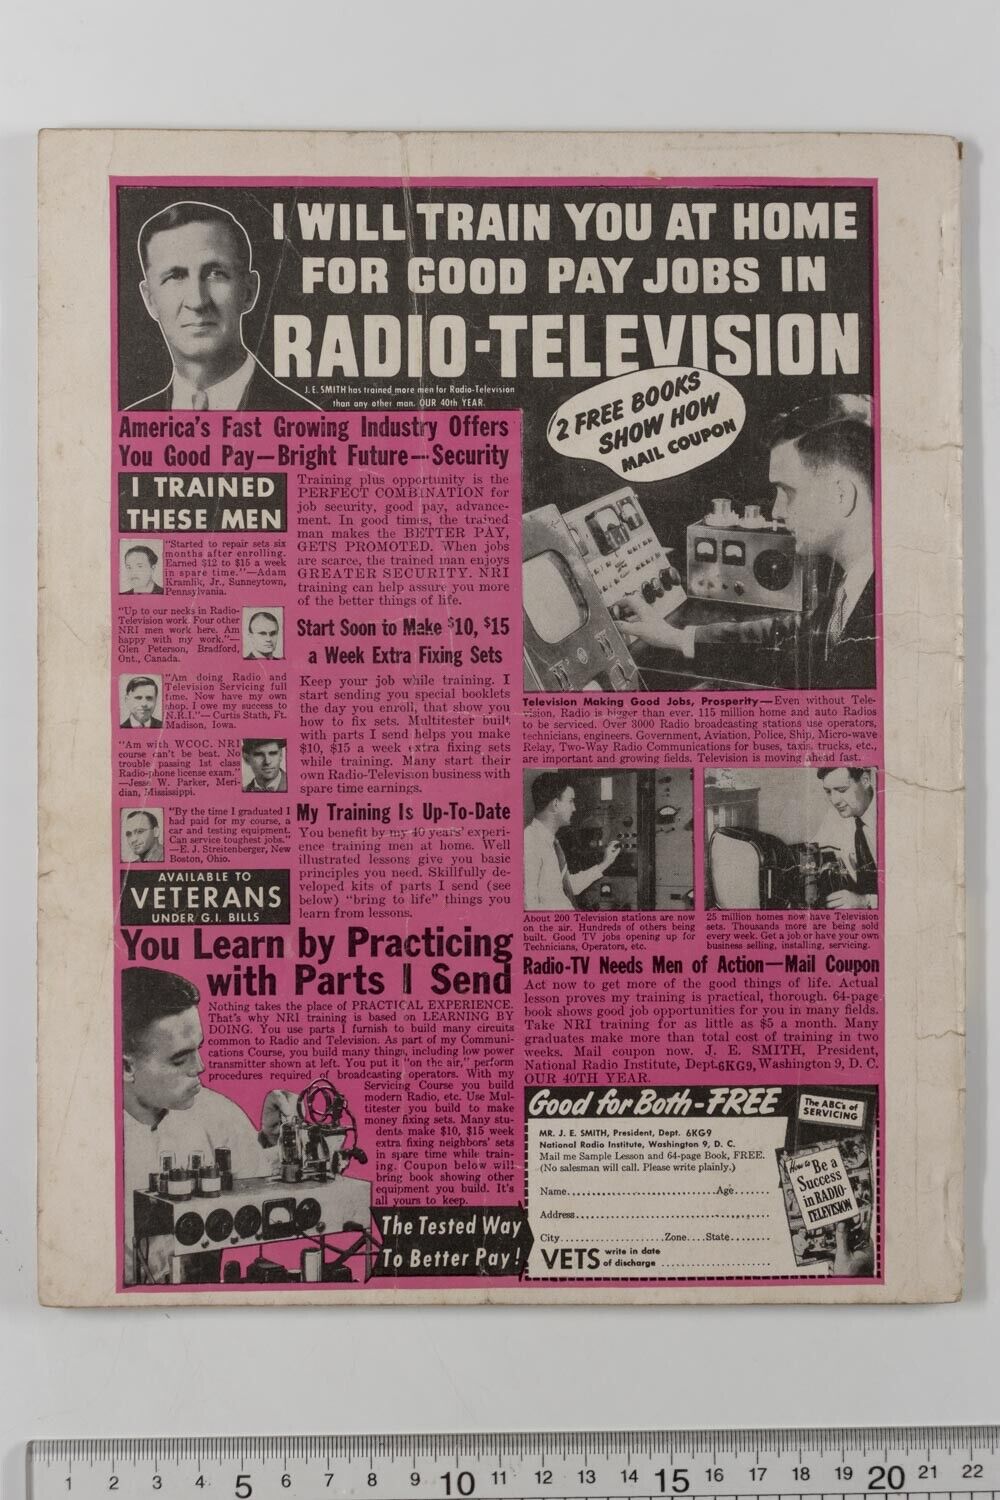 I WILL TRAIN YOU AT HOME
FOR GOOD PAY JOBS IN
RADIO-TELEVISION
J. E. SMITH has trained more men for Radio-Television
than any other man. OUR 40th YEAR.
America's Fast Growing Industry Offers
You Good Pay—Bright Future—Security
I TRAINED
THESE MEN
"Started to repair sets six
months after enrolling.
Earned $12 to $15 a week
in spare time."—Adam
Kramlik, Jr., Sunneytown,
Pennsylvania.
"Up to our necks in Radio-
Television work. Four other
NRI men work here. Am
happy with my work."—
Glen Peterson, Bradford,
Ont., Canada.
"Am doing Radio and
Television Servicing full
time. Now have my own
shop. I owe my success to
N.R.I."—Curtis Stath, Ft.
Madison, Iowa.
"Am with WCOC. NRI
course can't be beat. No
trouble passing 1st class
Radio-phone license exam."
—Jesse W. Parker, Meri-
dian, Mississippi.
"By the time I graduated I
had paid for my course, a
car and testing equipment.
Can service toughest jobs."
—E. J. Streitenberger, New
Boston, Ohio.
AVAILABLE TO
VETERANS
UNDER G.I. BILLS
Training plus opportunity is the
PERFECT COMBINATION for
job security, good pay, advance-
ment. In good times, the trained
man makes the BETTER PAY,
GETS PROMOTED. When jobs
are scarce, the trained man enjoys
GREATER SECURITY. NRI
training can help assure you more
of the better things of life.
Start Soon to Make $10, $15
a Week Extra Fixing Sets
Keep your job while training. I
start sending you special booklets
the day you enroll, that show you
how to fix sets. Multitester built
with parts I send helps you make
$10, $15 a week extra fixing sets
while training. Many start their
own Radio-Television business with
spare time earnings.
My Training Is Up-To-Date
You benefit by my 40 years' experi-
ence training men at home. Well
illustrated lessons give you basic
principles you need. Skillfully de-
veloped kits of parts I send (see
below) "bring to life" things you
learn from lessons.
You Learn by Practicing
with Parts I Send
Nothing takes the place of PRACTICAL EXPERIENCE.
That's why NRI training is based on LEARNING BY
DOING. You use parts I furnish to build many circuits
common to Radio and Television. As part of my Communi-
cations Course, you build many things, including low power
transmitter shown at left. You put it "on the air," perform
procedures required of broadcasting operators. With my
Servicing Course you build
modern Radio, etc. Use Mul-
titester you build to make
money fixing sets. Many stu-
dents make $10, $15 week
extra fixing neighbors' sets
in spare time while train-
ing. Coupon below will
bring book showing other
equipment you build. It's
all yours to keep.
The Tested Way
To Better Pay!
2 FREE BOOKS
SHOW HOW
MAIL COUPON
Television Making Good Jobs, Prosperity—Even without Tele-
vision, Radio is bigger than ever. 115 million home and auto Radios
to be serviced. Over 3000 Radio broadcasting stations use operators,
technicians, engineers. Government, Aviation, Police, Ship, Micro-wave
Relay, Two-Way Radio Communications for buses, taxis, trucks, etc.,
are important and growing fields. Television is moving ahead fast.
About 200 Television stations are now
on the air. Hundreds of others being
built. Good TV jobs opening up for
Technicians, Operators, etc.
25 million homes now have Television
sets. Thousands more are being sold
every week. Get a job or have your own
business selling, installing, servicing.
Radio-TV Needs Men of Action—Mail Coupon
Act now to get more of the good things of life. Actual
lesson proves my training is practical, thorough. 64-page
book shows good job opportunities for you in many fields.
Take NRI training for as little as $5 a month. Many
graduates make more than total cost of training in two
weeks. Mail coupon now. J. E. SMITH, President,
National Radio Institute, Dept. 6KG9, Washington 9, D. C.
OUR 40TH YEAR.
Good for Both - FREE
MR. J. E. SMITH, President, Dept. 6KG9
National Radio Institute, Washington 9, D. C.
Mail me Sample Lesson and 64-page Book, FREE.
(No salesman will call. Please write plainly.)
Name..............................Age.......
Address........................................
City.....................Zone....State........
VETS write in date
of discharge ......................
The ABC's of
SERVICING
How to Be a
Success
in RADIO-
TELEVISION
1 2 3 4 5 6 7 8 9 10 11 12 13 14 15 16 17 18 19 20 21 22